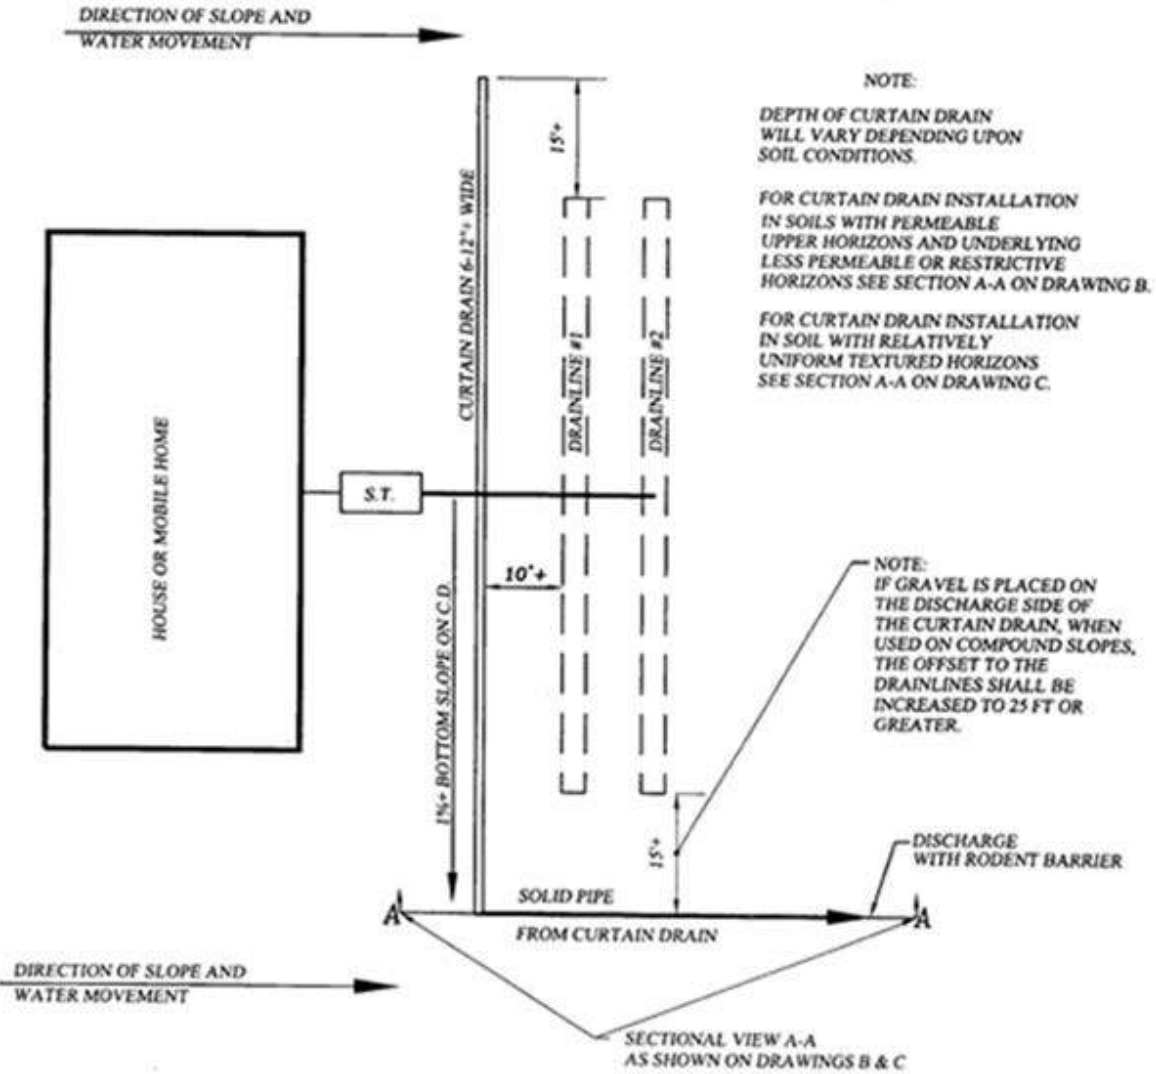 DIRECTION OF SLOPE AND
WATER MOVEMENT
NOTE:
DEPTH OF CURTAIN DRAIN
WILL VARY DEPENDING UPON
SOIL CONDITIONS.
FOR CURTAIN DRAIN INSTALLATION
IN SOILS WITH PERMEABLE
UPPER HORIZONS AND UNDERLYING
LESS PERMEABLE OR RESTRICTIVE
HORIZONS SEE SECTION A-A ON DRAWING B.
FOR CURTAIN DRAIN INSTALLATION
IN SOIL WITH RELATIVELY
UNIFORM TEXTURED HORIZONS
SEE SECTION A-A ON DRAWING C.
15'+
CURTAIN DRAIN 6-12"+ WIDE
DRAINLINE #1
DRAINLINE #2
HOUSE OR MOBILE HOME
S.T.
10'+
1%+ BOTTOM SLOPE ON C.D.
NOTE:
IF GRAVEL IS PLACED ON
THE DISCHARGE SIDE OF
THE CURTAIN DRAIN, WHEN
USED ON COMPOUND SLOPES,
THE OFFSET TO THE
DRAINLINES SHALL BE
INCREASED TO 25 FT OR
GREATER.
15'+
DISCHARGE
WITH RODENT BARRIER
SOLID PIPE
A
A
FROM CURTAIN DRAIN
DIRECTION OF SLOPE AND
WATER MOVEMENT
SECTIONAL VIEW A-A
AS SHOWN ON DRAWINGS B & C